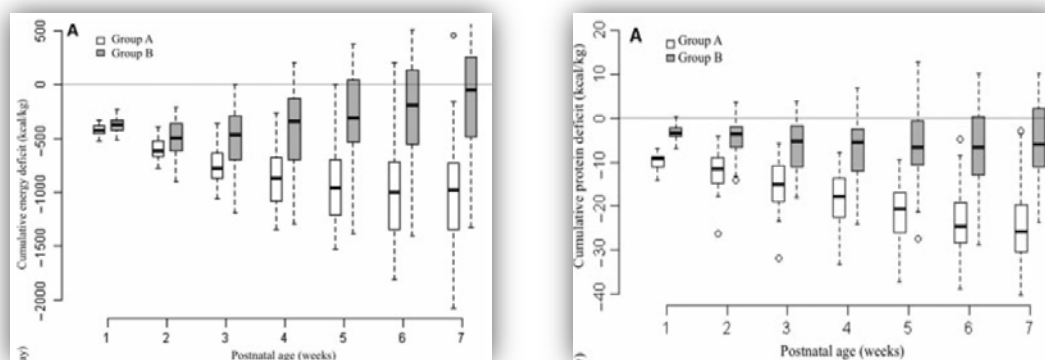 A
Group A
Group B
Cumulative energy deficit (kcal/kg)
500
0
-500
-1000
-1500
-2000
1 2 3 4 5 6 7
Postnatal age (weeks)
A
Group A
Group B
Cumulative protein deficit (kcal/kg)
20
10
0
-10
-20
-30
-40
1 2 3 4 5 6 7
Postnatal age (weeks)